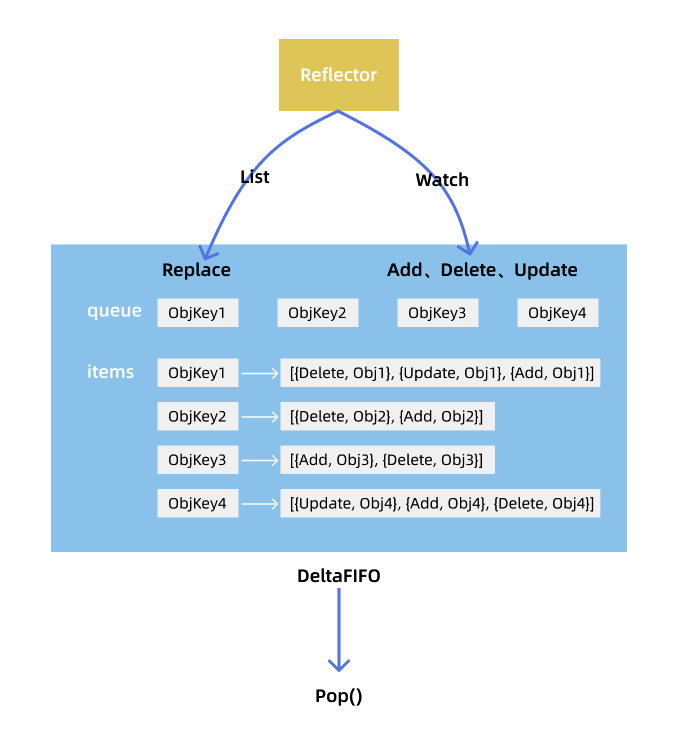 Reflector
List
Watch
Replace
Add、Delete、Update
queue
ObjKey1
ObjKey2
ObjKey3
ObjKey4
items
ObjKey1
[{Delete, Obj1}, {Update, Obj1}, {Add, Obj1}]
ObjKey2
[{Delete, Obj2}, {Add, Obj2}]
ObjKey3
[{Add, Obj3}, {Delete, Obj3}]
ObjKey4
[{Update, Obj4}, {Add, Obj4}, {Delete, Obj4}]
DeltaFIFO
Pop()